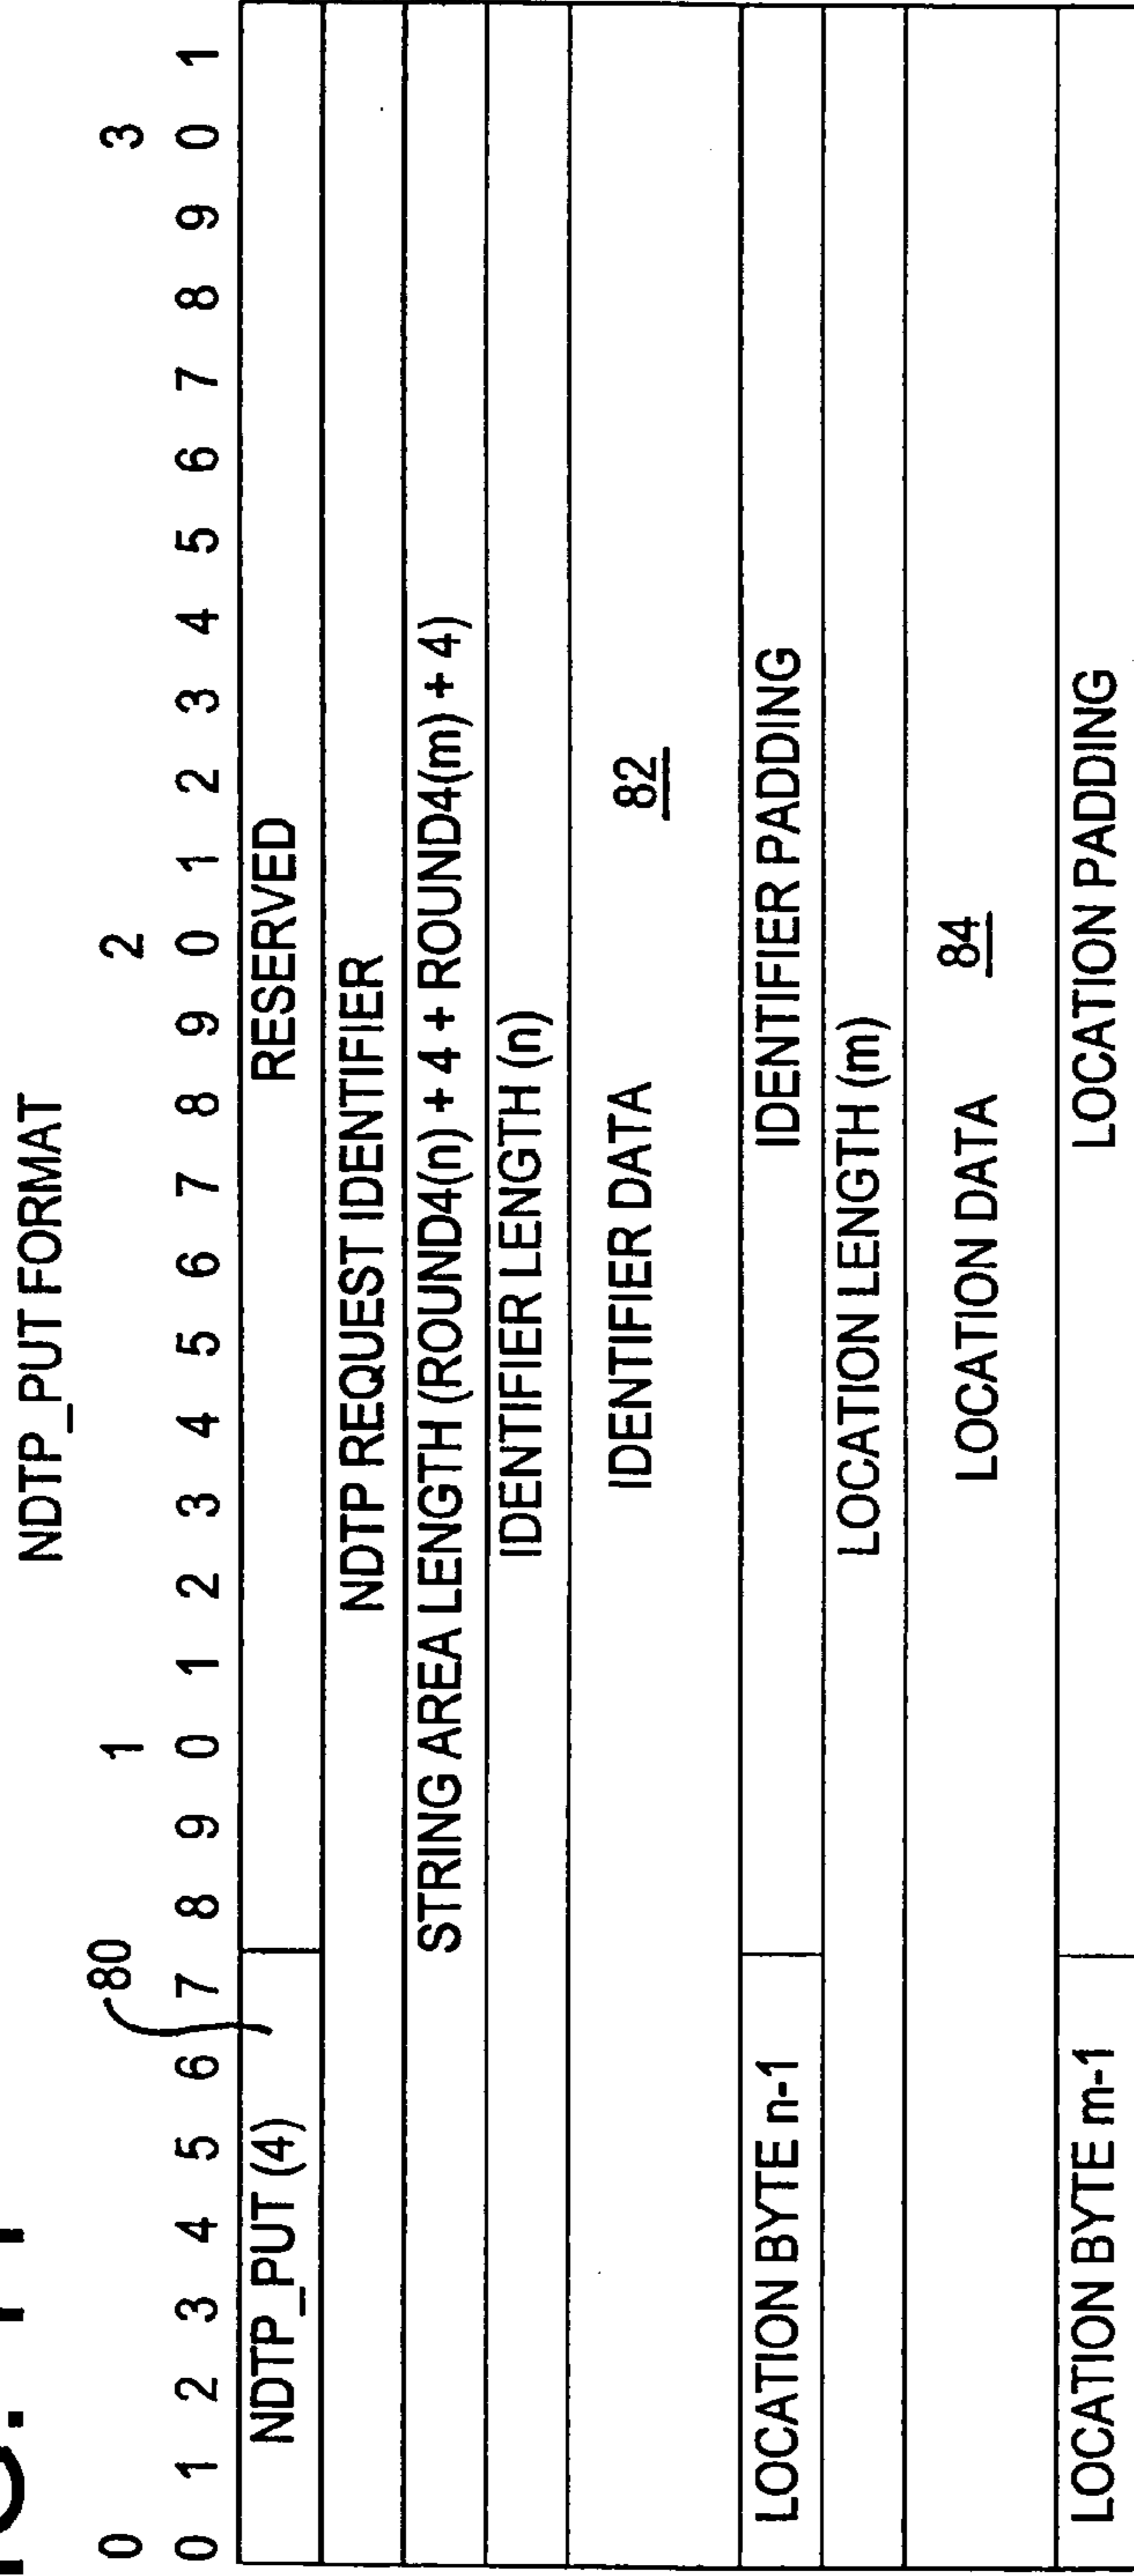 NDTP_PUT FORMAT
0 1 2 3
0 1 2 3 4 5 6 7 8 9 0 1 2 3 4 5 6 7 8 9 0 1 2 3 4 5 6 7 8 9 0 1
80
NDTP_PUT (4) RESERVED
NDTP REQUEST IDENTIFIER
STRING AREA LENGTH (ROUND4(n) + 4 + ROUND4(m) + 4)
IDENTIFIER LENGTH (n)
IDENTIFIER DATA 82
LOCATION BYTE n-1 IDENTIFIER PADDING
LOCATION LENGTH (m)
LOCATION DATA 84
LOCATION BYTE m-1 LOCATION PADDING